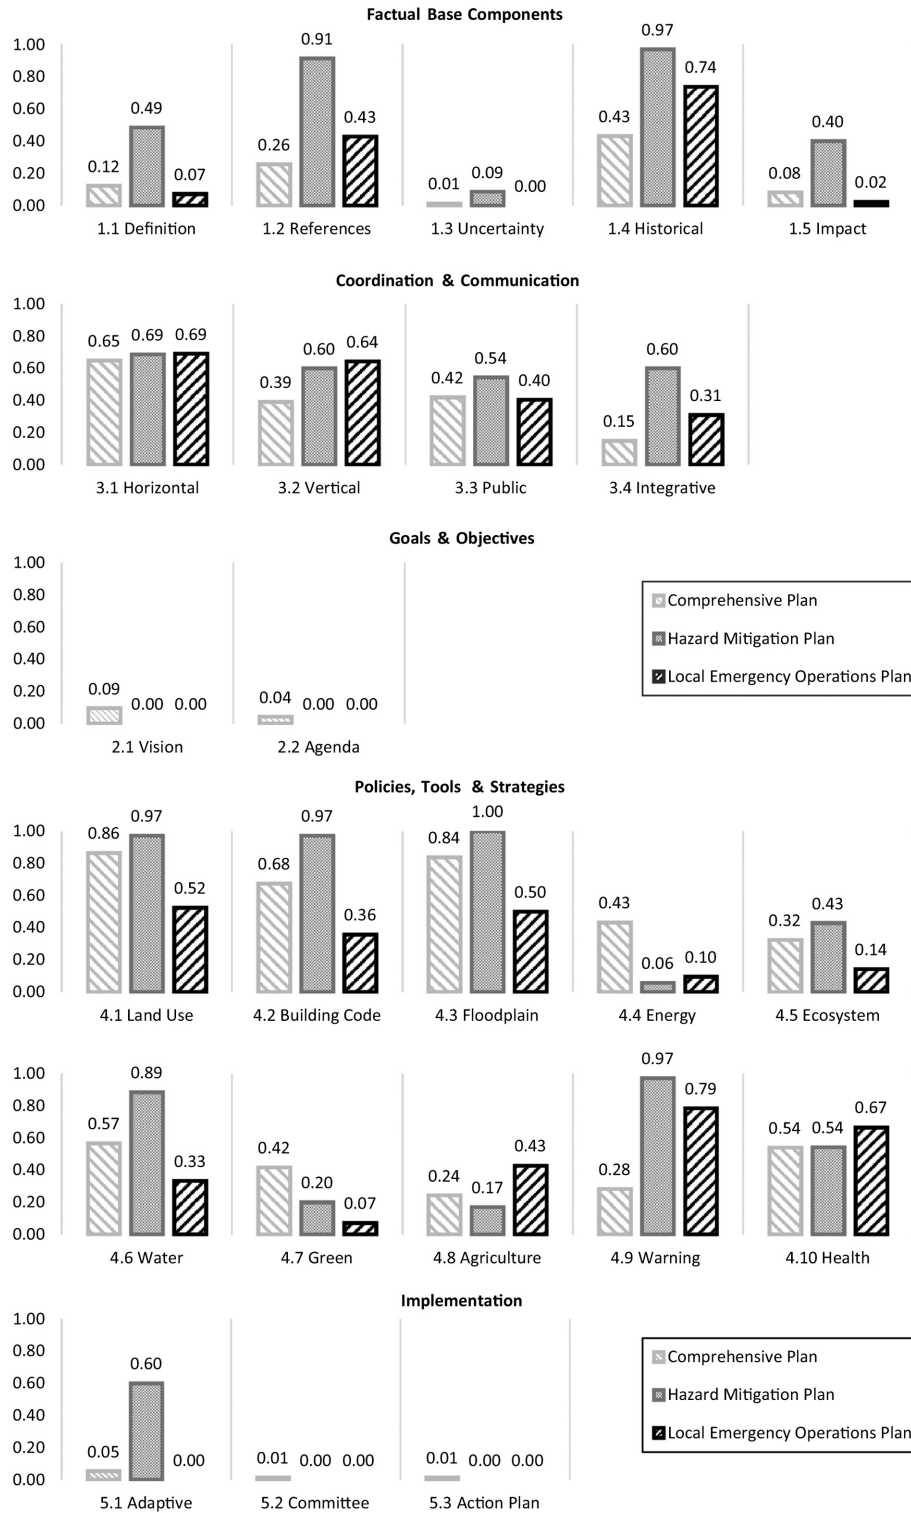 Factual Base Components
1.00
0.80
0.60
0.40
0.20
0.00
0.12 0.49 0.07
0.26 0.91 0.43
0.01 0.09 0.00
0.43 0.97 0.74
0.08 0.40 0.02
1.1 Definition 1.2 References 1.3 Uncertainty 1.4 Historical 1.5 Impact
Coordination & Communication
1.00
0.80
0.60
0.40
0.20
0.00
0.65 0.69 0.69
0.39 0.60 0.64
0.42 0.54 0.40
0.15 0.60 0.31
3.1 Horizontal 3.2 Vertical 3.3 Public 3.4 Integrative
Goals & Objectives
1.00
0.80
0.60
0.40
0.20
0.00
0.09 0.00 0.00
0.04 0.00 0.00
2.1 Vision 2.2 Agenda
Comprehensive Plan
Hazard Mitigation Plan
Local Emergency Operations Plan
Policies, Tools & Strategies
1.00
0.80
0.60
0.40
0.20
0.00
0.86 0.97 0.52
0.68 0.97 0.36
0.84 1.00 0.50
0.43 0.06 0.10
0.32 0.43 0.14
4.1 Land Use 4.2 Building Code 4.3 Floodplain 4.4 Energy 4.5 Ecosystem
1.00
0.80
0.60
0.40
0.20
0.00
0.57 0.89 0.33
0.42 0.20 0.07
0.24 0.17 0.43
0.28 0.97 0.79
0.54 0.54 0.67
4.6 Water 4.7 Green 4.8 Agriculture 4.9 Warning 4.10 Health
Implementation
1.00
0.80
0.60
0.40
0.20
0.00
0.05 0.60 0.00
0.01 0.00 0.00
0.01 0.00 0.00
5.1 Adaptive 5.2 Committee 5.3 Action Plan
Comprehensive Plan
Hazard Mitigation Plan
Local Emergency Operations Plan